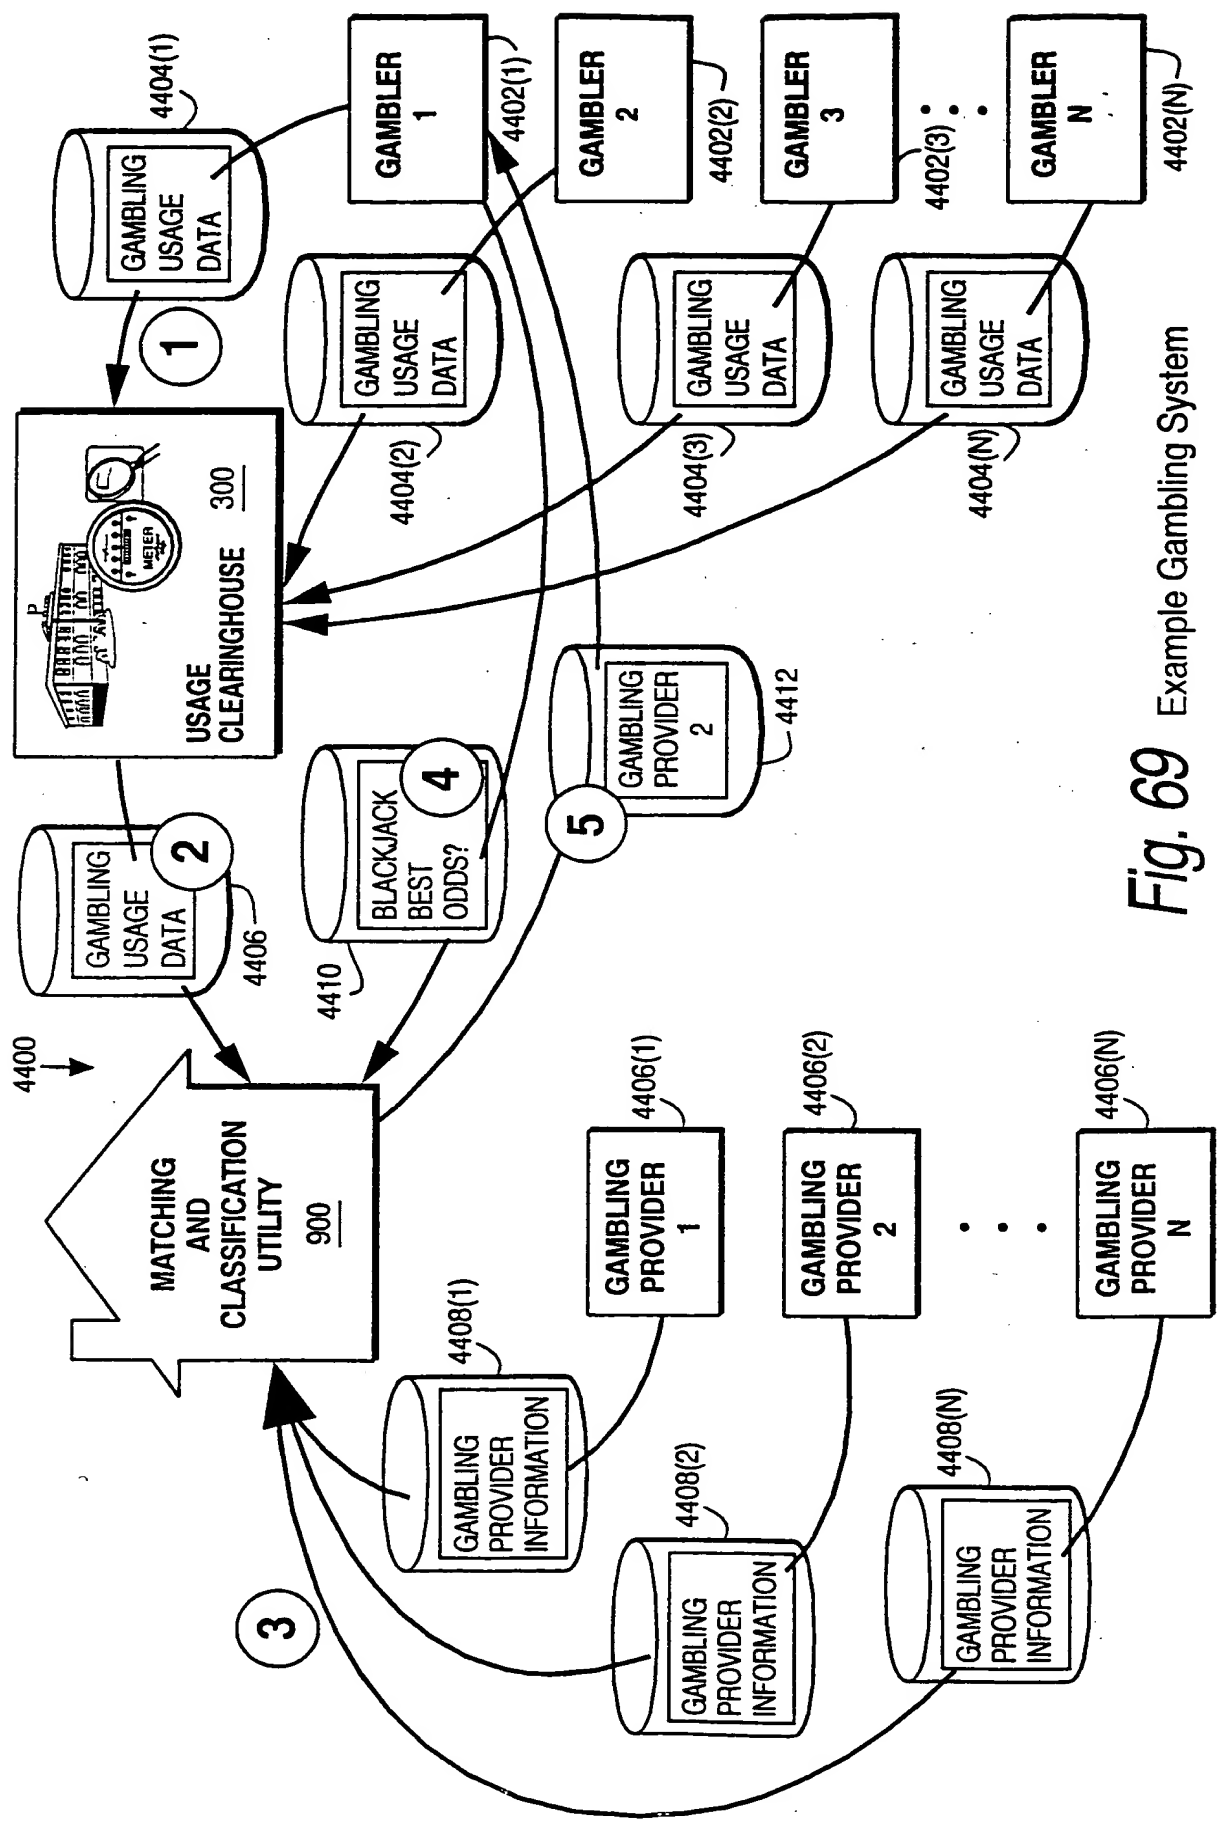 4400
MATCHING
AND
CLASSIFICATION
UTILITY
900
GAMBLING
USAGE
DATA
2
4406
USAGE
CLEARINGHOUSE
300
METER
P
1
GAMBLING
USAGE
DATA
4404(1)
3
GAMBLING
PROVIDER
INFORMATION
4408(1)
4410
BLACKJACK
BEST
ODDS?
4
GAMBLING
USAGE
DATA
4404(2)
GAMBLER
1
4402(1)
GAMBLING
PROVIDER
INFORMATION
4408(2)
GAMBLING
PROVIDER
1
4406(1)
5
GAMBLING
PROVIDER
2
4412
GAMBLING
USAGE
DATA
4404(3)
GAMBLER
2
4402(2)
GAMBLING
PROVIDER
2
4406(2)
GAMBLER
3
4402(3)
GAMBLING
PROVIDER
INFORMATION
4408(N)
GAMBLING
PROVIDER
N
4406(N)
GAMBLING
USAGE
DATA
4404(N)
GAMBLER
N
4402(N)
Fig. 69 Example Gambling System